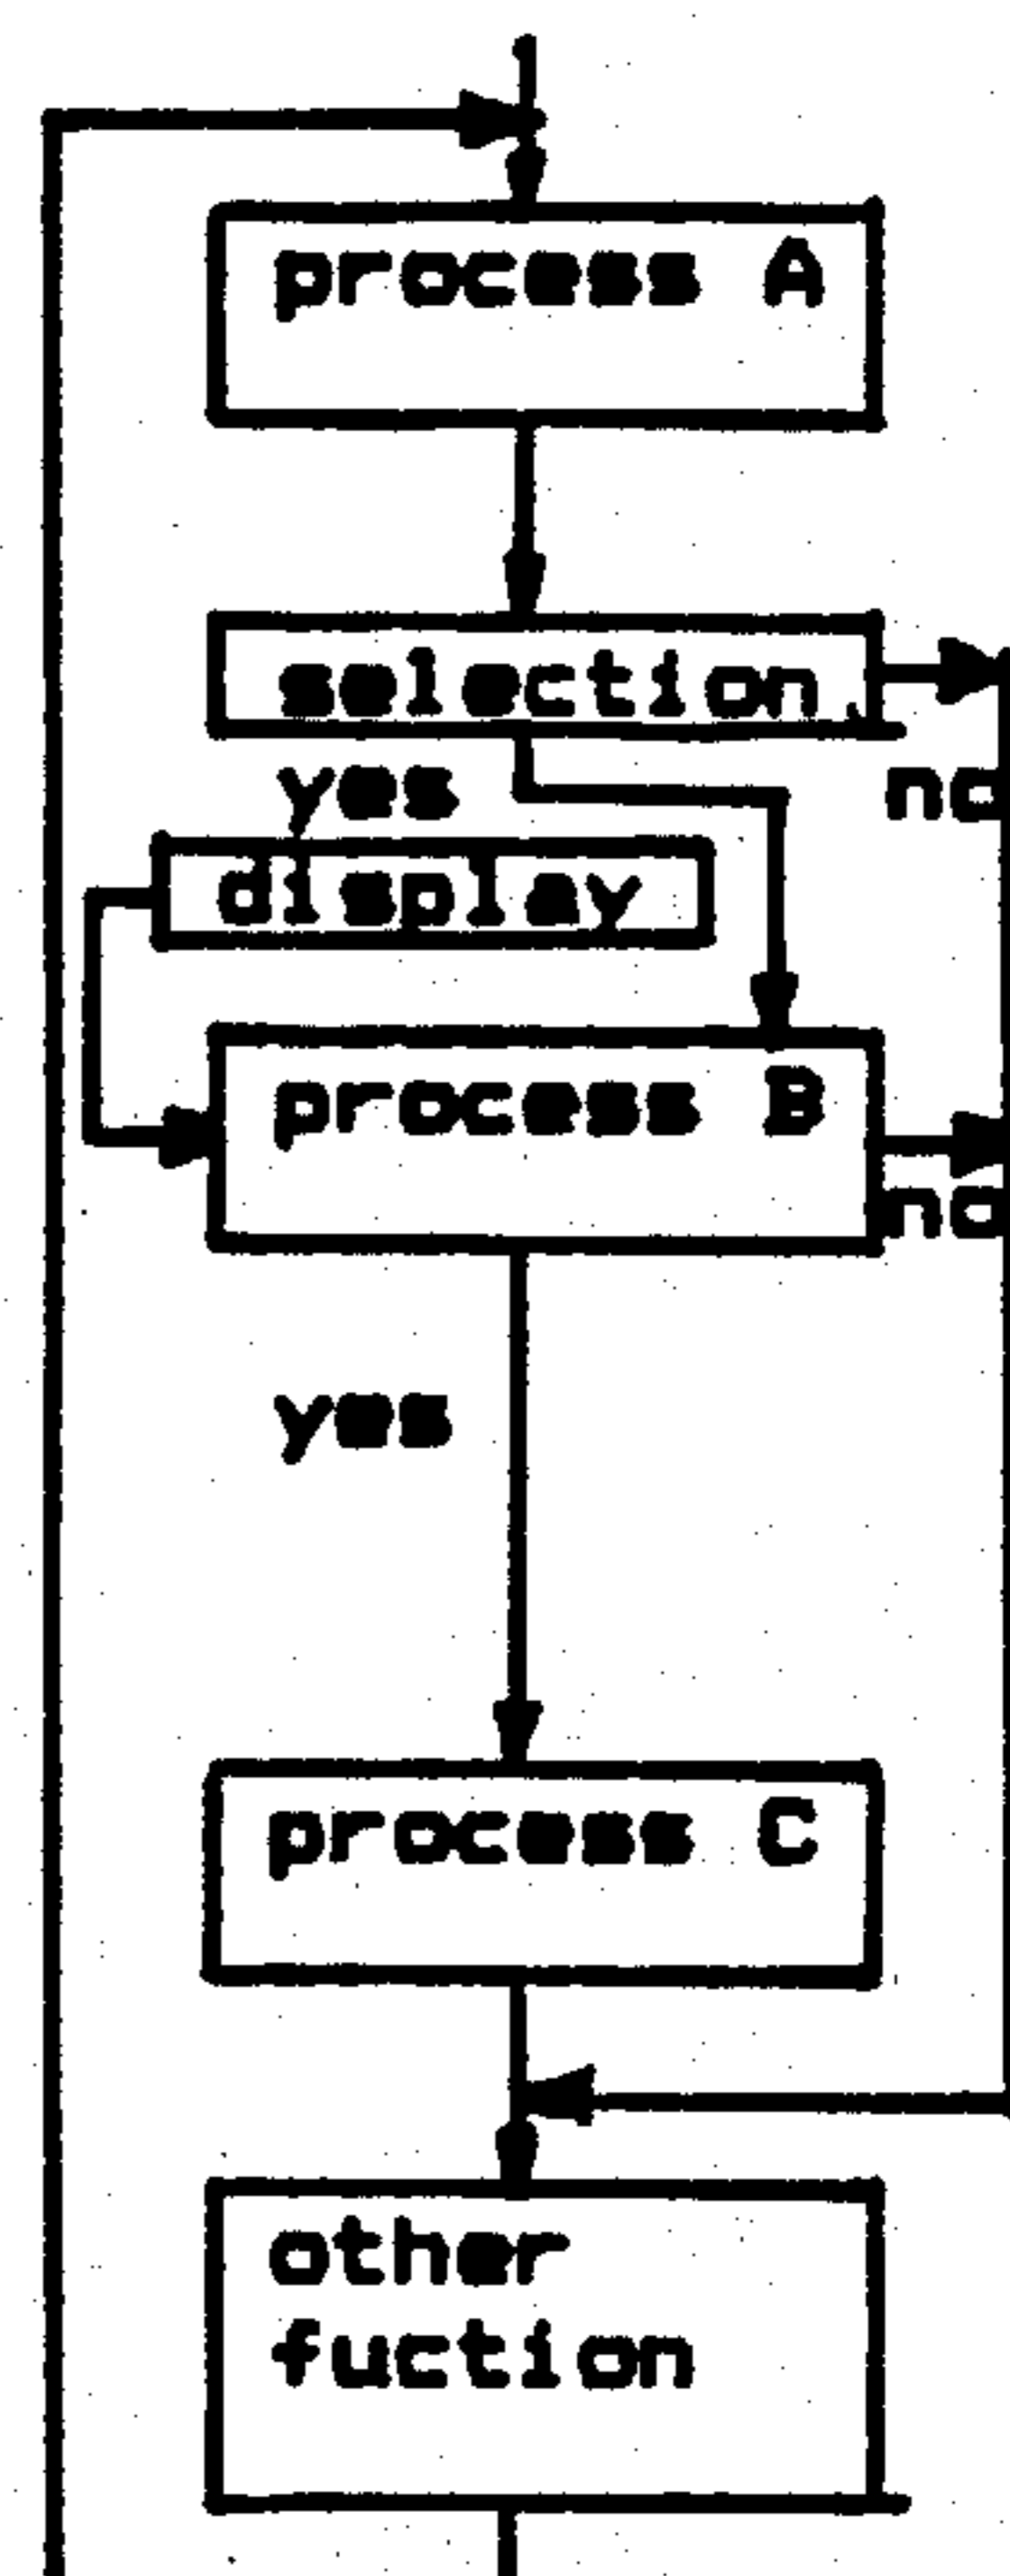 process A
selection
yes
no
display
process B
no
yes
process C
other
fuction